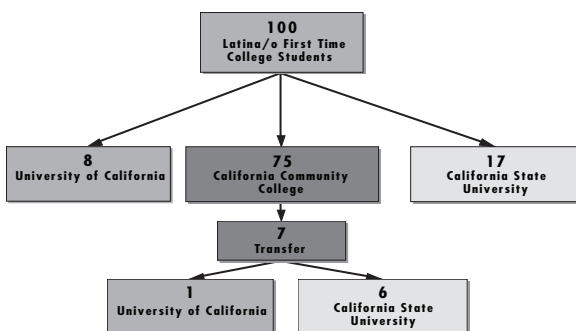 100
Latina/o First Time
College Students
8
University of California
75
California Community
College
17
California State
University
7
Transfer
1
University of California
6
California State
University